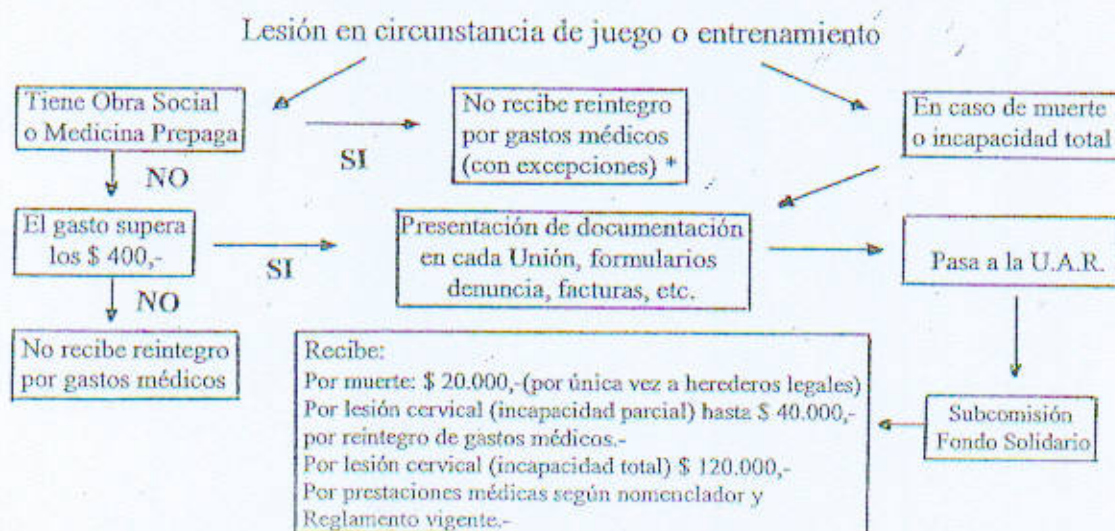 Lesión en circunstancia de juego o entrenamiento
Tiene Obra Social
o Medicina Prepaga
SI
No recibe reintegro
por gastos médicos
(con excepciones) *
En caso de muerte
o incapacidad total
NO
El gasto supera
los $ 400,-
SI
Presentación de documentación
en cada Unión, formularios
denuncia, facturas, etc.
Pasa a la U.A.R.
NO
No recibe reintegro
por gastos médicos
Recibe:
Por muerte: $ 20.000,-(por única vez a herederos legales)
Por lesión cervical (incapacidad parcial) hasta $ 40.000,-
por reintegro de gastos médicos.-
Por lesión cervical (incapacidad total) $ 120.000,-
Por prestaciones médicas según nomenclador y
Reglamento vigente.-
Subcomisión
Fondo Solidario